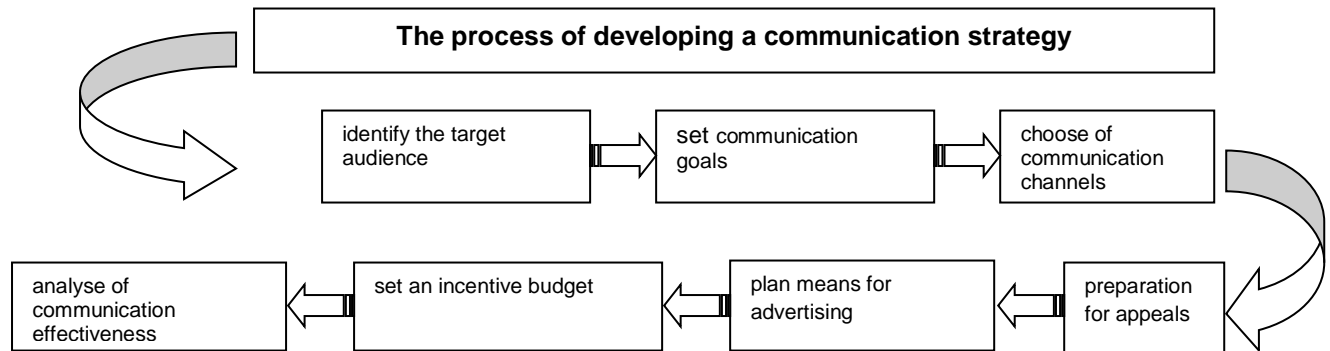 The process of developing a communication strategy
identify the target
audience
set communication
goals
choose of
communication
channels
preparation
for appeals
plan means for
advertising
set an incentive budget
analyse of
communication
effectiveness